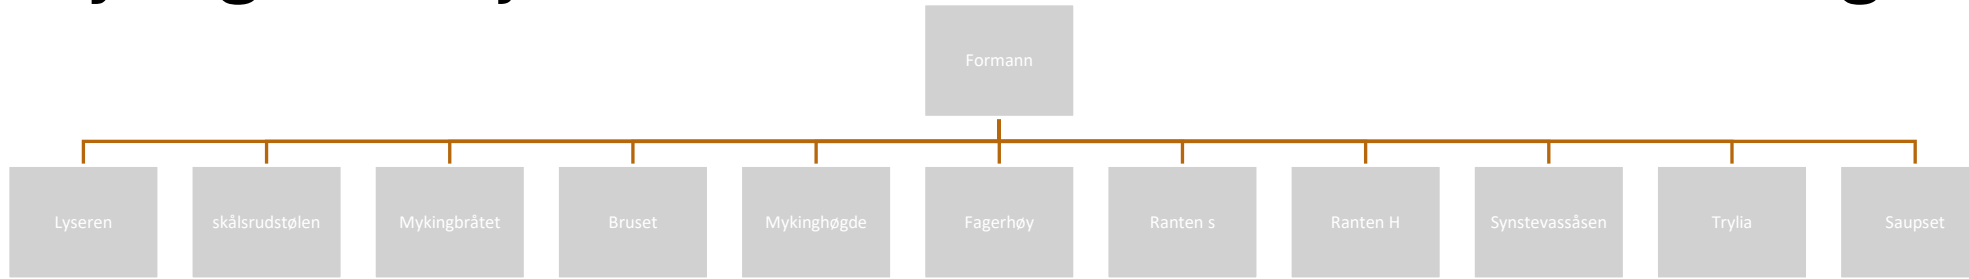 Formann
Lyseren
skålsrudstølen
Mykingbråtet
Bruset
Mykinghøgde
Fagerhøy
Ranten s
Ranten H
Synstevassåsen
Trylia
Saupset